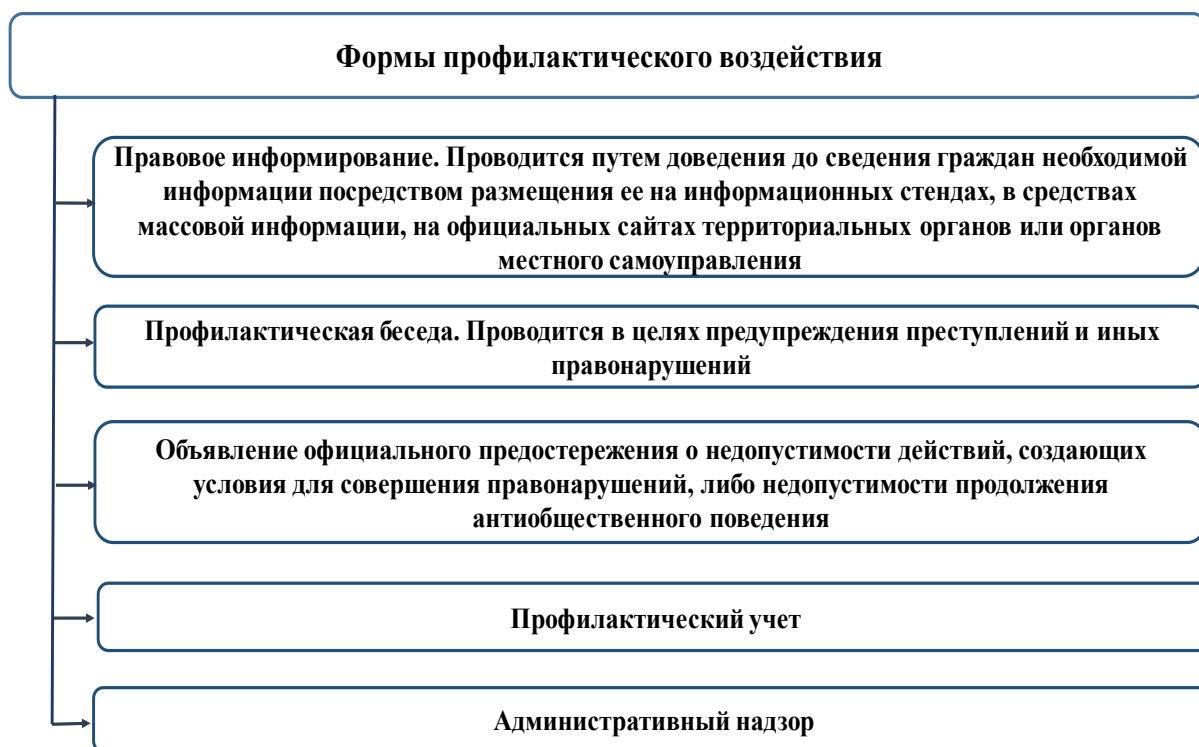 Формы профилактического воздействия
Правовое информирование. Проводится путем доведения до сведения граждан необходимой
информации посредством размещения ее на информационных стендах, в средствах
массовой информации, на официальных сайтах территориальных органов или органов
местного самоуправления
Профилактическая беседа. Проводится в целях предупреждения преступлений и иных
правонарушений
Объявление официального предостережения о недопустимости действий, создающих
условия для совершения правонарушений, либо недопустимости продолжения
антиобщественного поведения
Профилактический учет
Административный надзор